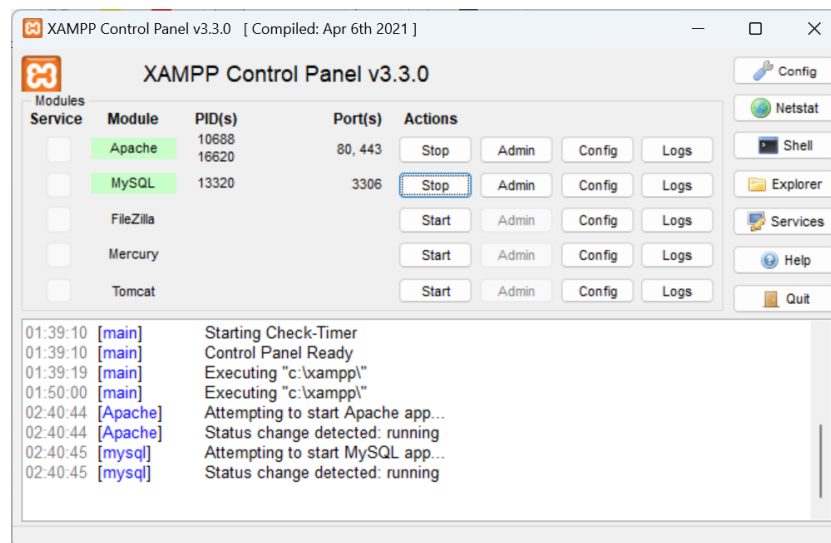 XAMPP Control Panel v3.3.0 [ Compiled: Apr 6th 2021 ]
XAMPP Control Panel v3.3.0
Config
Modules
Service Module PID(s) Port(s) Actions
Netstat
Apache 10688 16620 80, 443 Stop Admin Config Logs
Shell
MySQL 13320 3306 Stop Admin Config Logs
Explorer
FileZilla Start Admin Config Logs
Services
Mercury Start Admin Config Logs
Help
Tomcat Start Admin Config Logs
Quit
01:39:10 [main] Starting Check-Timer
01:39:10 [main] Control Panel Ready
01:39:19 [main] Executing "c:\xampp\"
01:50:00 [main] Executing "c:\xampp\"
02:40:44 [Apache] Attempting to start Apache app...
02:40:44 [Apache] Status change detected: running
02:40:45 [mysql] Attempting to start MySQL app...
02:40:45 [mysql] Status change detected: running